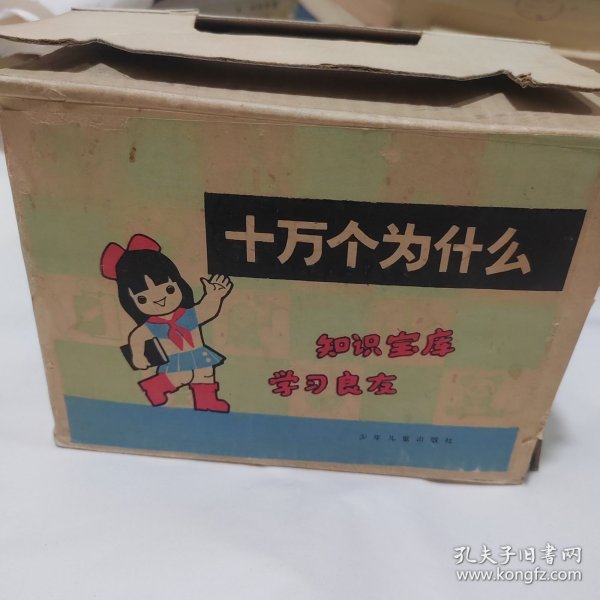 十万个为什么
知识宝库
学习良友
少年儿童出版社
孔夫子旧书网
www.kongfz.com